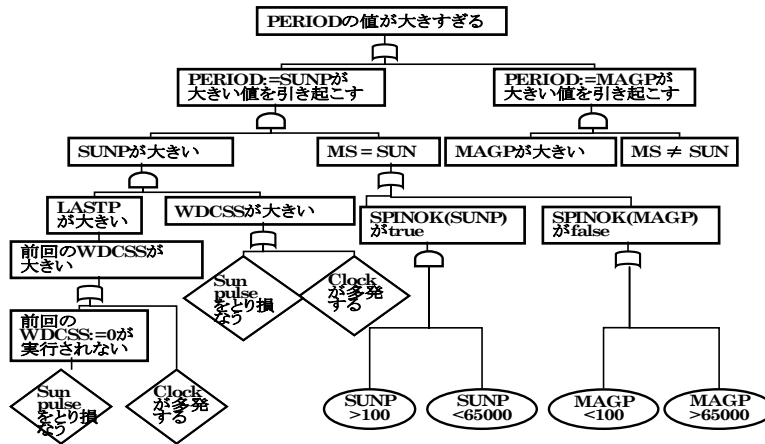 PERIODの値が大きすぎる
PERIOD:=SUNPが
大きい値を引き起こす
PERIOD:=MAGPが
大きい値を引き起こす
SUNPが大きい
MS = SUN
MAGPが大きい
MS ≠ SUN
LASTP
が大きい
WDCSSが大きい
SPINOK(SUNP)
がtrue
SPINOK(MAGP)
がfalse
前回のWDCSSが
大きい
Sun
pulse
をとり損
なう
Clock
が多発
する
前回の
WDCSS:=0が
実行されない
Sun
pulse
をとり損
なう
Clock
が多発
する
SUNP
>100
SUNP
<65000
MAGP
<100
MAGP
>65000